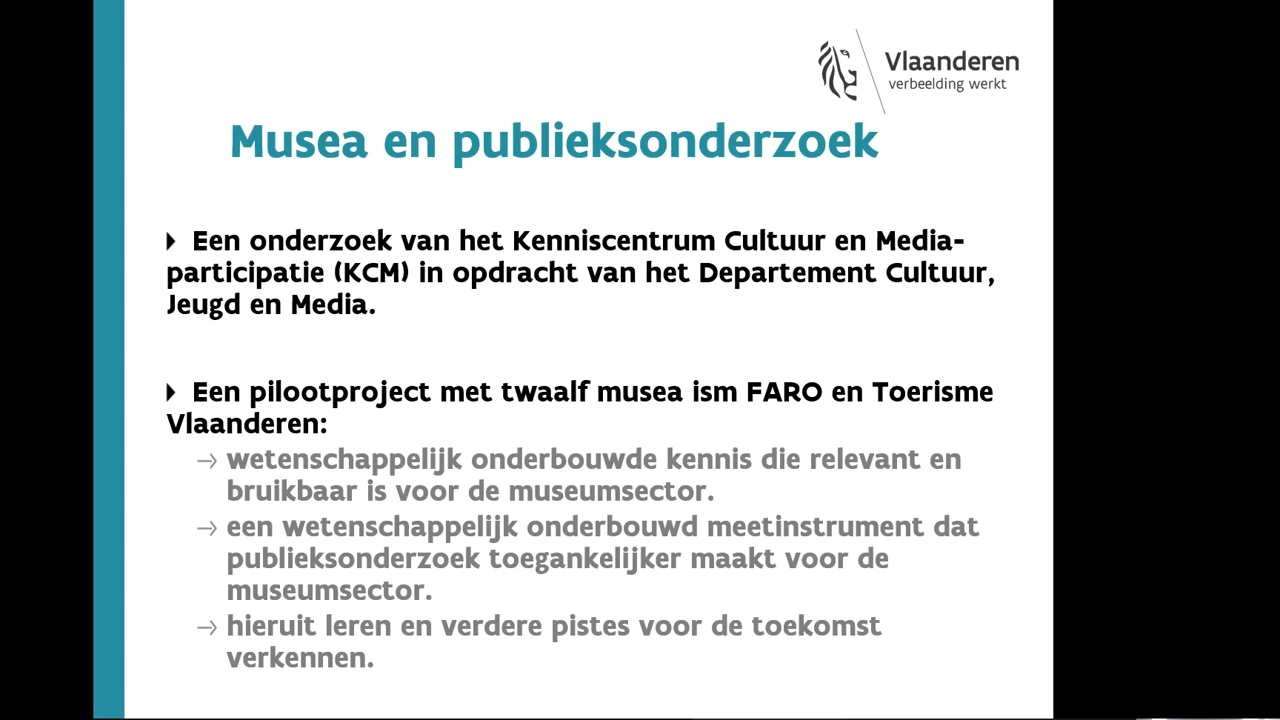 Vlaanderen
verbeelding werkt
Musea en publieksonderzoek
Een onderzoek van het Kenniscentrum Cultuur en Media-
participatie (KCM) in opdracht van het Departement Cultuur,
Jeugd en Media.
Een pilootproject met twaalf musea ism FARO en Toerisme
Vlaanderen:
→ wetenschappelijk onderbouwde kennis die relevant en
bruikbaar is voor de museumsector.
→ een wetenschappelijk onderbouwd meetinstrument dat
publieksonderzoek toegankelijker maakt voor de
museumsector.
→ hieruit leren en verdere pistes voor de toekomst
verkennen.